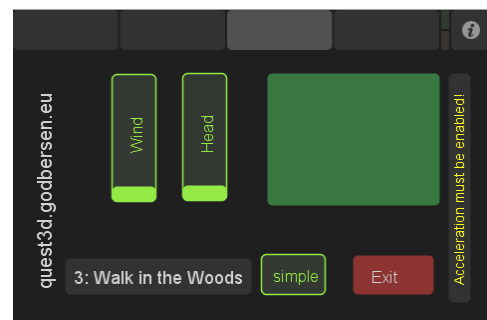 quest3d.godbersen.eu
Wind
Head
Acceleration must be enabled!
3: Walk in the Woods
simple
Exit
i